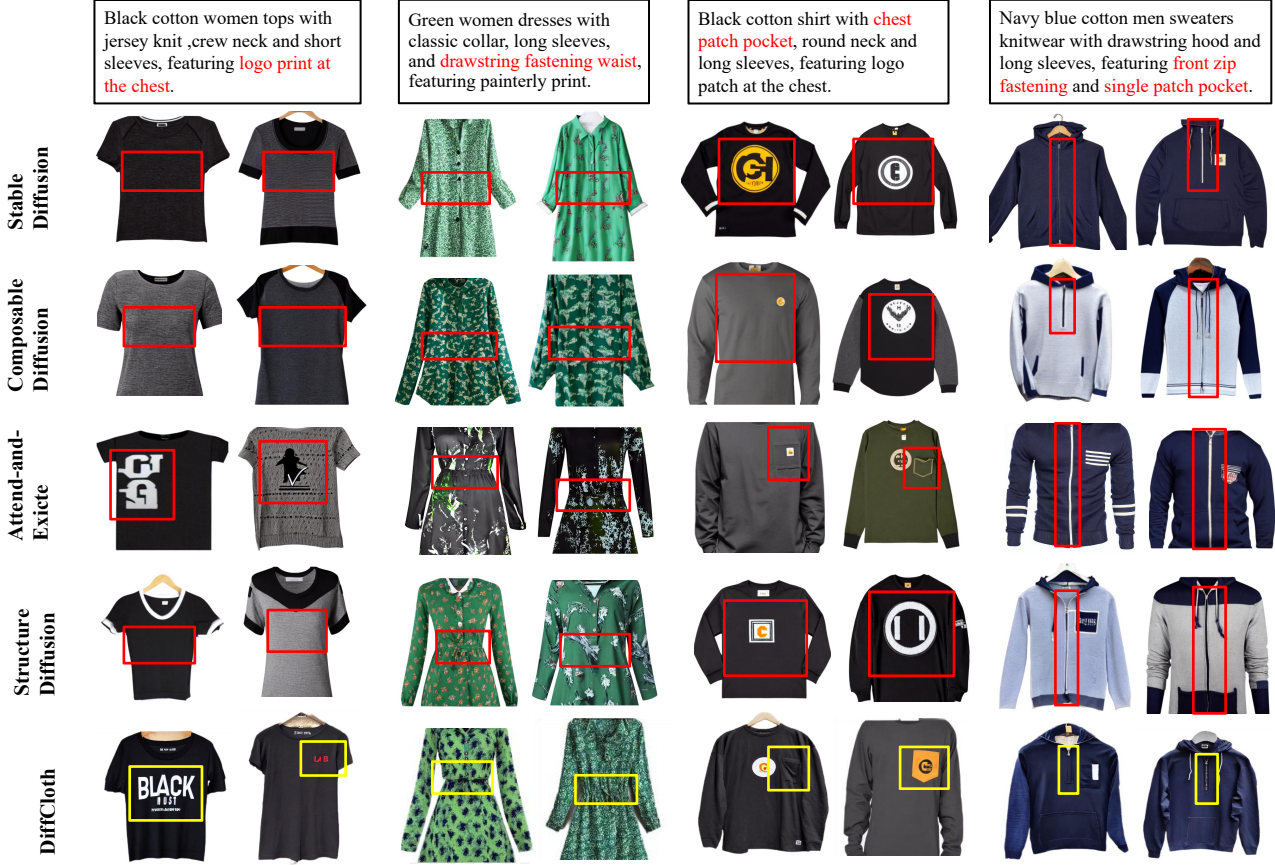 Black cotton women tops with
jersey knit ,crew neck and short
sleeves, featuring logo print at
the chest.
Green women dresses with
classic collar, long sleeves,
and drawstring fastening waist,
featuring painterly print.
Black cotton shirt with chest
patch pocket, round neck and
long sleeves, featuring logo
patch at the chest.
Navy blue cotton men sweaters
knitwear with drawstring hood and
long sleeves, featuring front zip
fastening and single patch pocket.
Stable
Diffusion
Composable
Diffusion
Attend-and-
Exicte
Structure
Diffusion
DiffCloth
BLACK